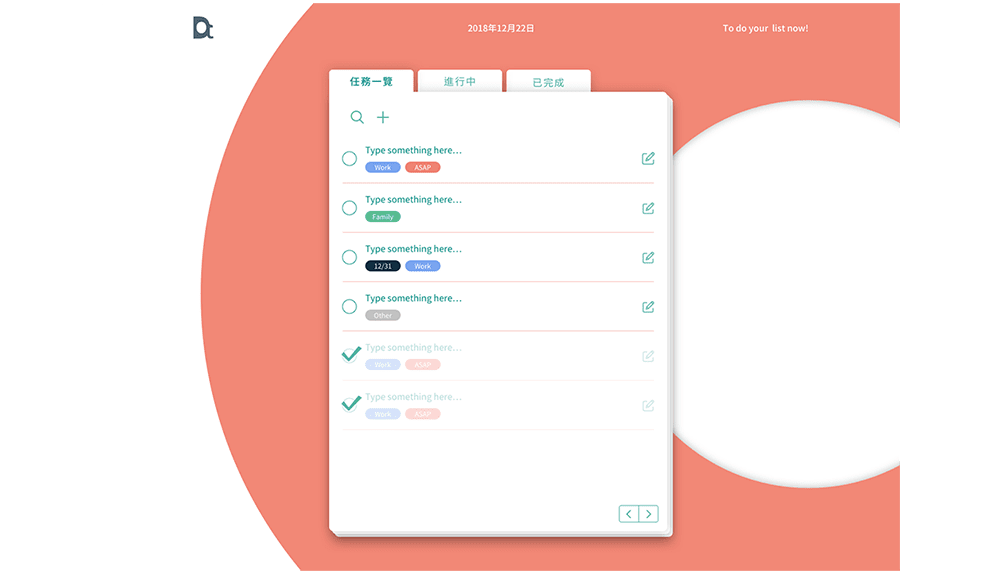 Dt
2018年12月22日
To do your list now!
任務一覽
進行中
已完成
Type something here...
Work ASAP
Type something here...
Family
Type something here...
12/31 Work
Type something here...
Other
Type something here...
Work ASAP
Type something here...
Work ASAP